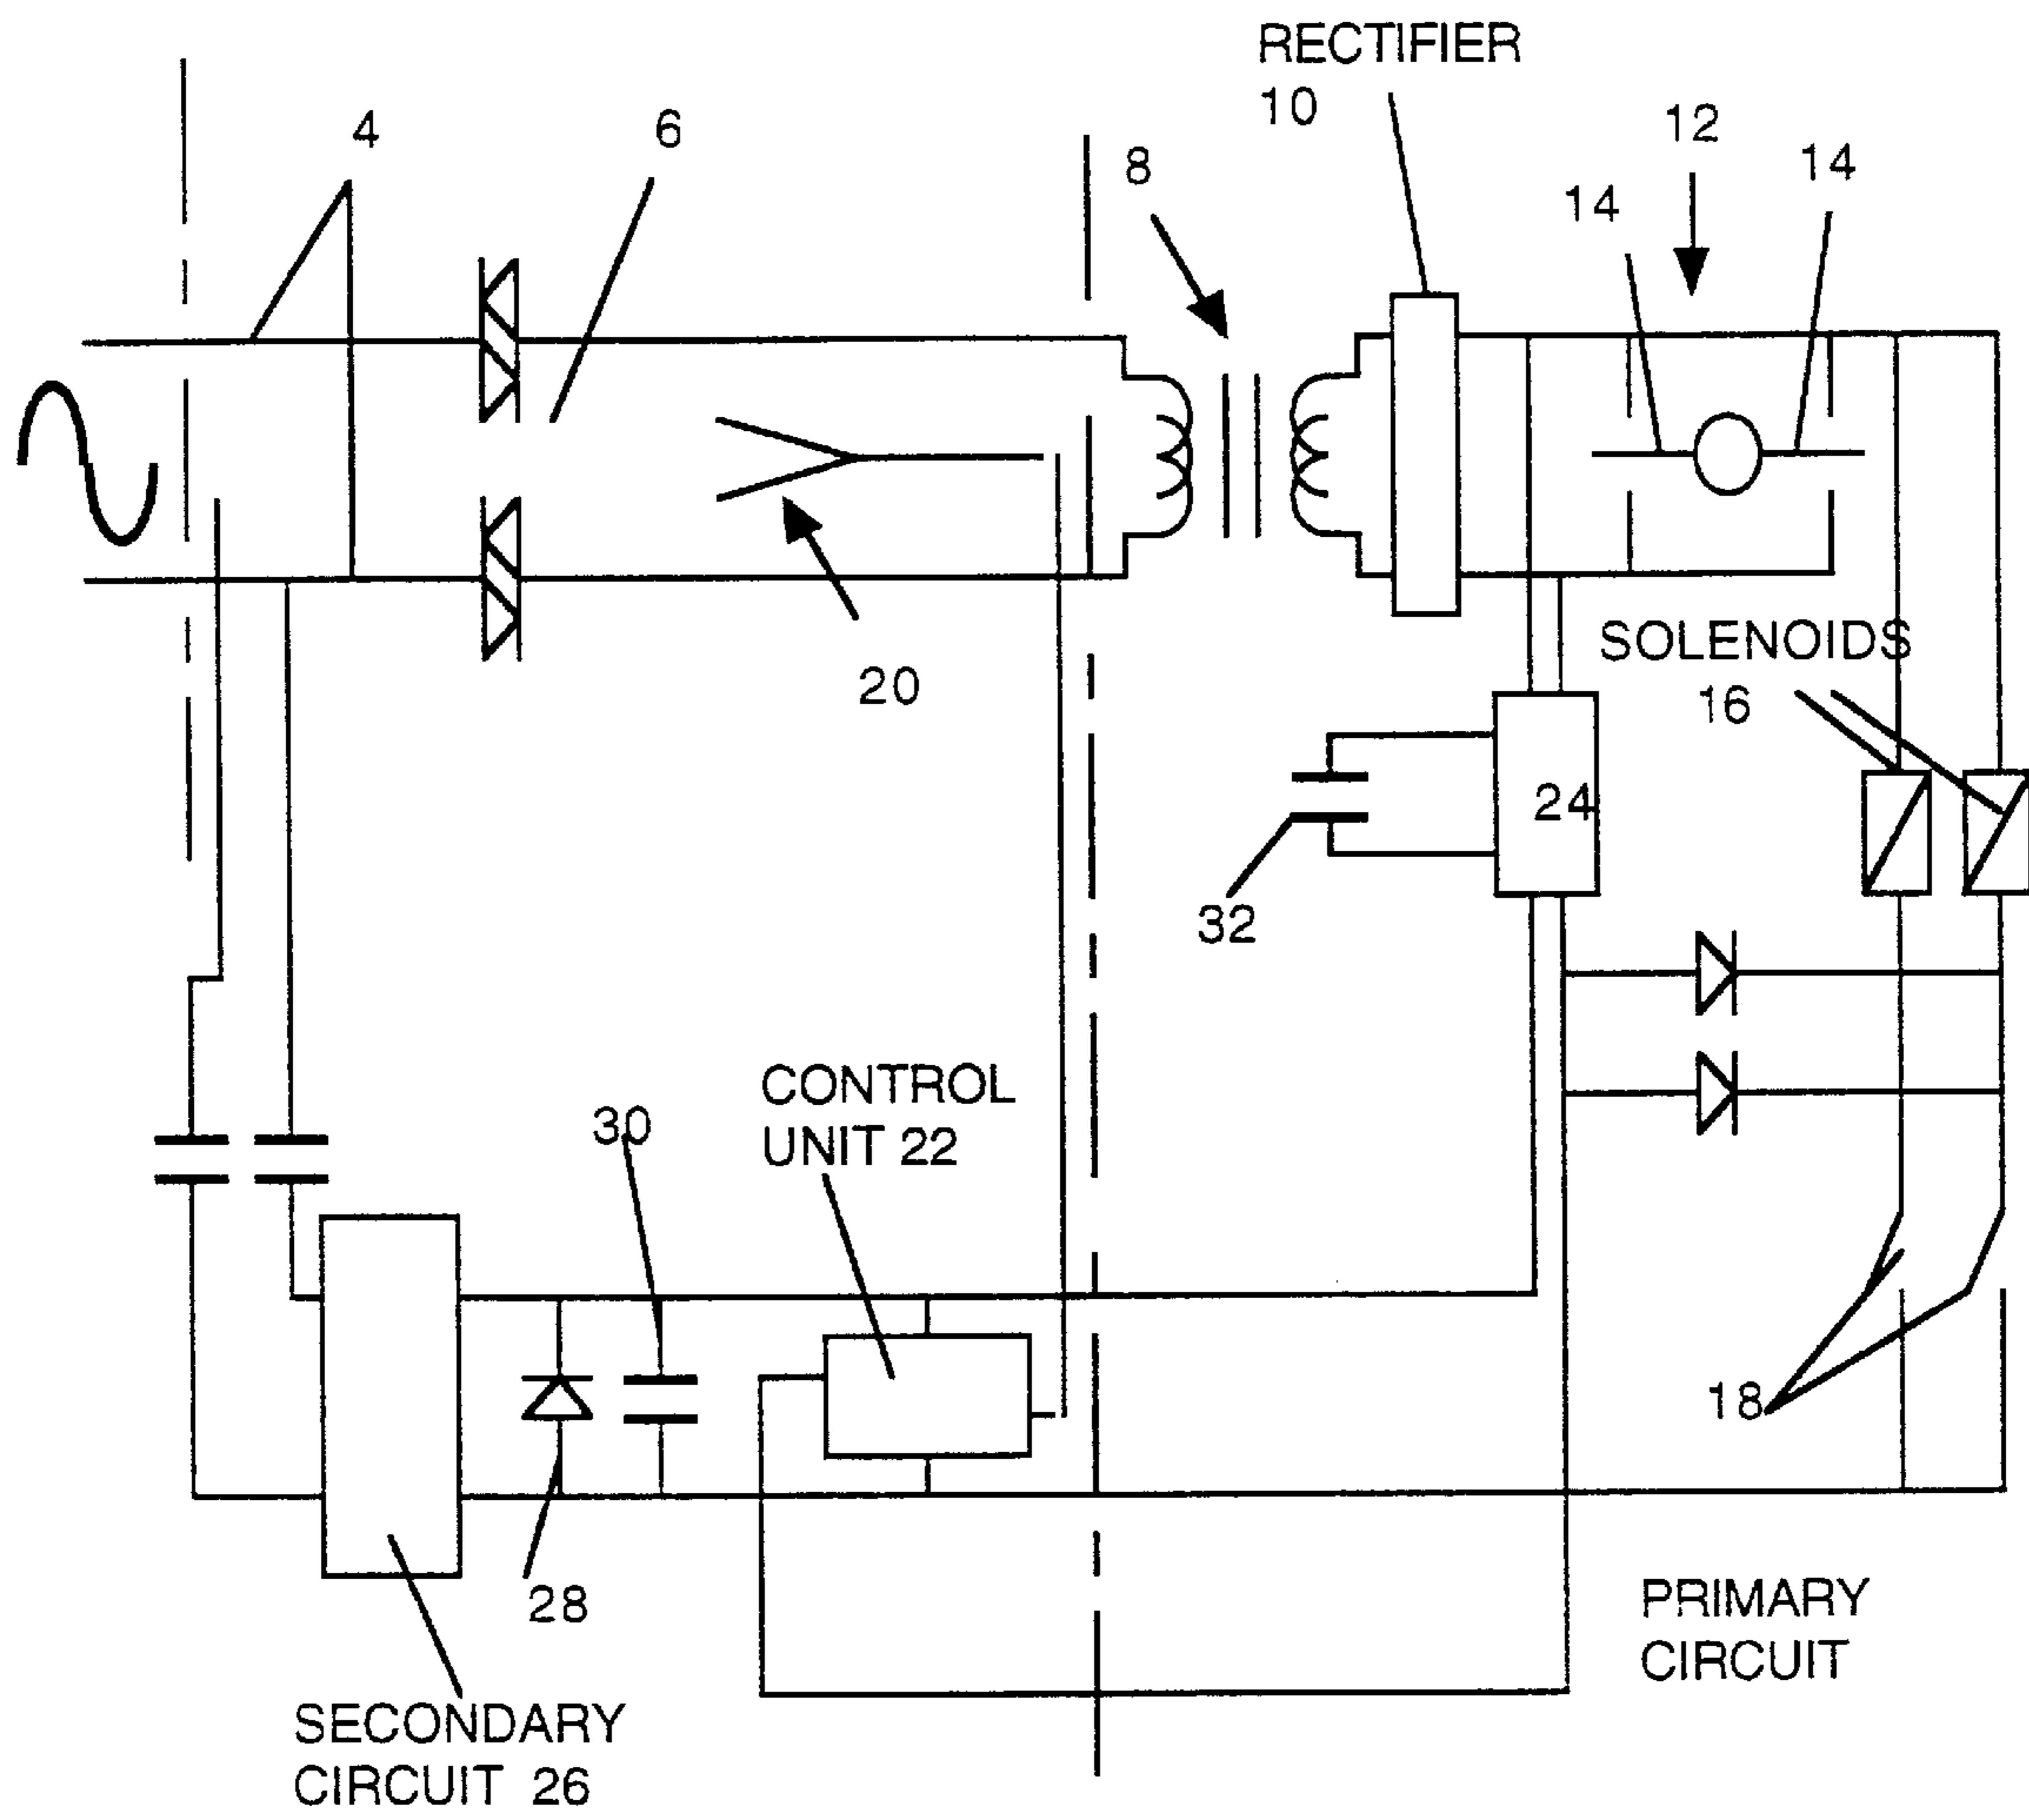 RECTIFIER
10
4
6
8
12
14
14
20
SOLENOIDS
16
24
32
CONTROL
UNIT 22
30
18
28
PRIMARY
CIRCUIT
SECONDARY
CIRCUIT 26